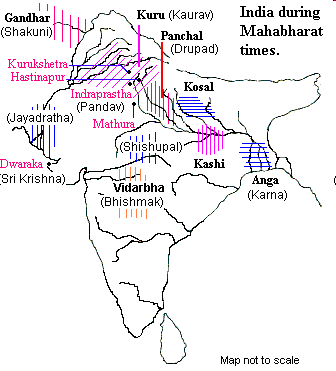 Gandhar
(Shakuni)
Kuru (Kaurav)
Panchal
(Drupad)
India during
Mahabharat
times.
Kurukshetra
Hastinapur
Indraprastha
(Pandav)
Kosal
(Jayadratha)
Mathura
(Shishupal)
Kashi
Dwaraka
(Sri Krishna)
Vidarbha
(Bhishmak)
Anga
(Karna)
Map not to scale